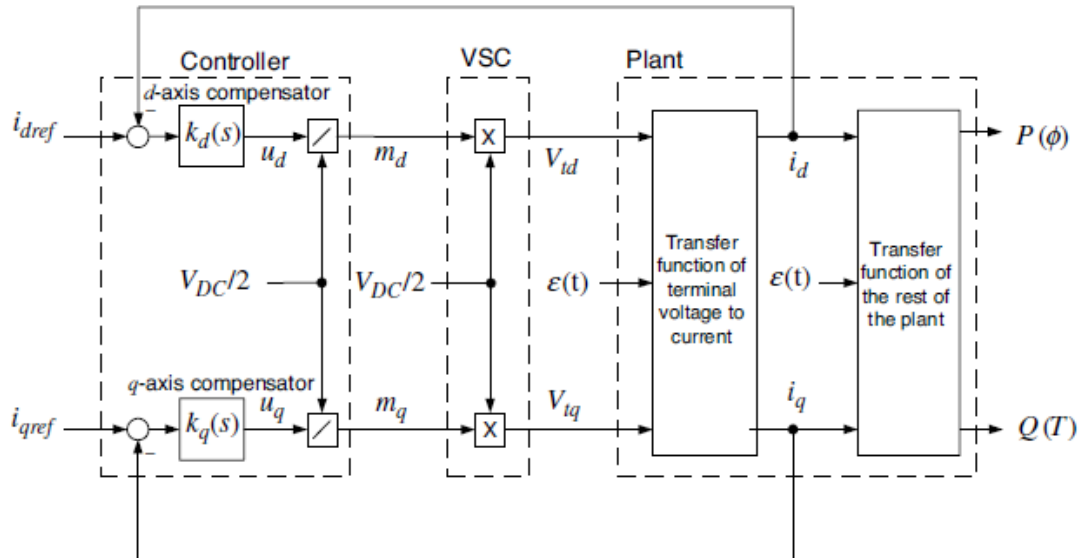 Controller
VSC
Plant
d-axis compensator
i_dref
−
k_d(s)
u_d
/
m_d
X
V_td
i_d
P(ϕ)
V_DC/2
V_DC/2
ε(t)
Transfer
function of
terminal
voltage to
current
ε(t)
Transfer
function of
the rest of
the plant
q-axis compensator
i_qref
−
k_q(s)
u_q
/
m_q
X
V_tq
i_q
Q(T)